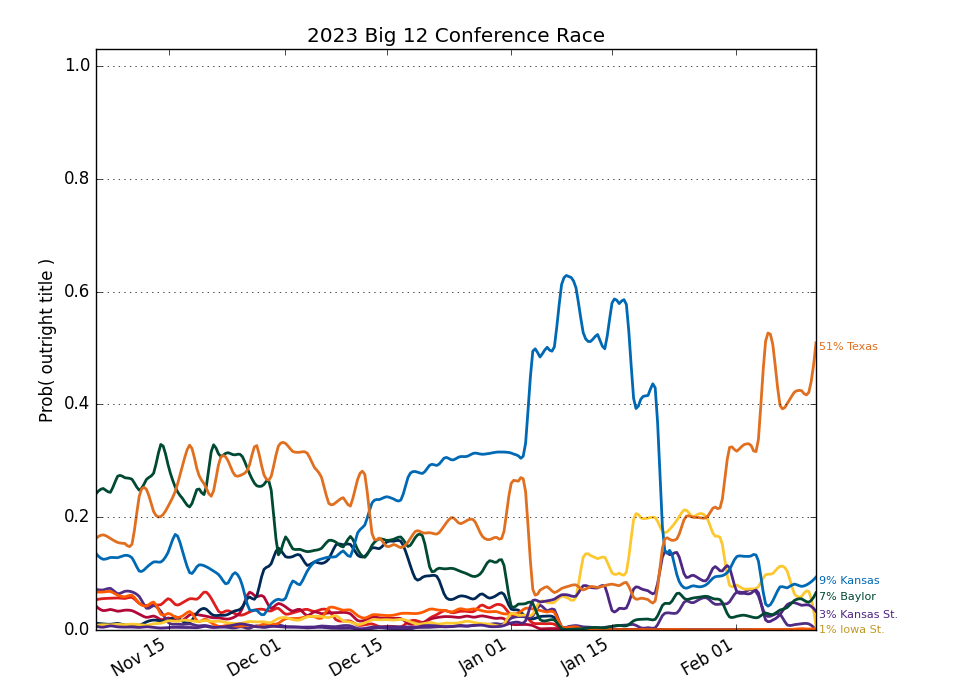 2023 Big 12 Conference Race
Prob( outright title )
1.0
0.8
0.6
0.4
0.2
0.0
Nov 15
Dec 01
Dec 15
Jan 01
Jan 15
Feb 01
51% Texas
9% Kansas
7% Baylor
3% Kansas St.
1% Iowa St.